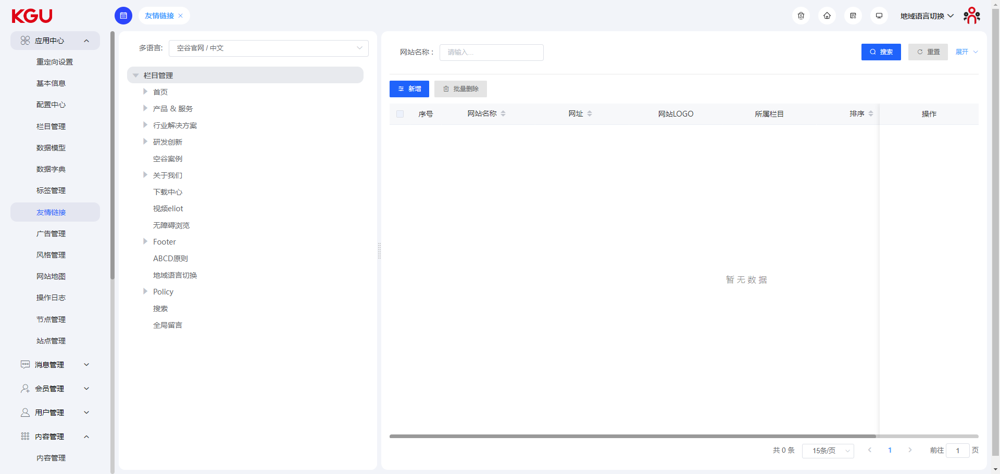 KGU
友情链接
地域语言切换
应用中心
重定向设置
基本信息
配置中心
栏目管理
数据模型
数据字典
标签管理
友情链接
广告管理
风格管理
网站地图
操作日志
节点管理
站点管理
消息管理
会员管理
用户管理
内容管理
内容管理
多语言: 空谷官网 / 中文
栏目管理
首页
产品 & 服务
行业解决方案
研发创新
空谷案例
关于我们
下载中心
视频eliot
无障碍浏览
Footer
ABCD原则
地域语言切换
Policy
搜索
全局留言
网站名称： 请输入... 搜索 重置 展开
新增 批量删除
序号 网站名称 网址 网站LOGO 所属栏目 排序 操作
暂无数据
共 0 条 15条/页 1 前往 1 页